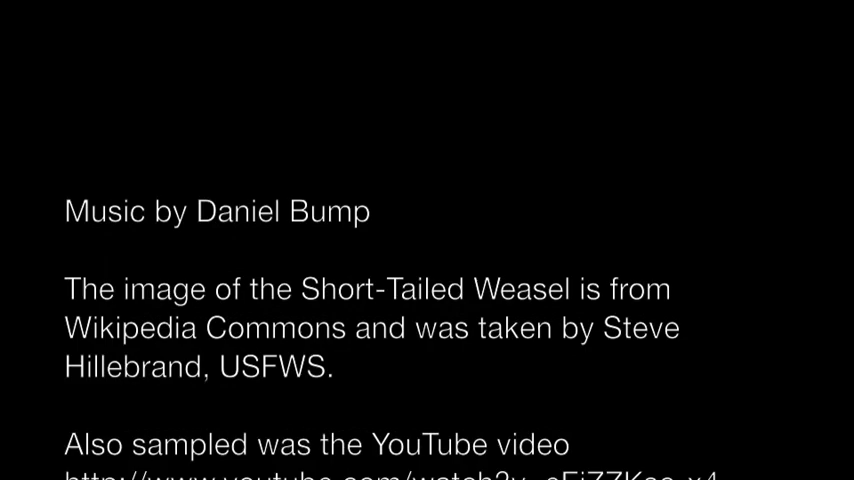 Music by Daniel Bump
The image of the Short-Tailed Weasel is from
Wikipedia Commons and was taken by Steve
Hillebrand, USFWS.
Also sampled was the YouTube video